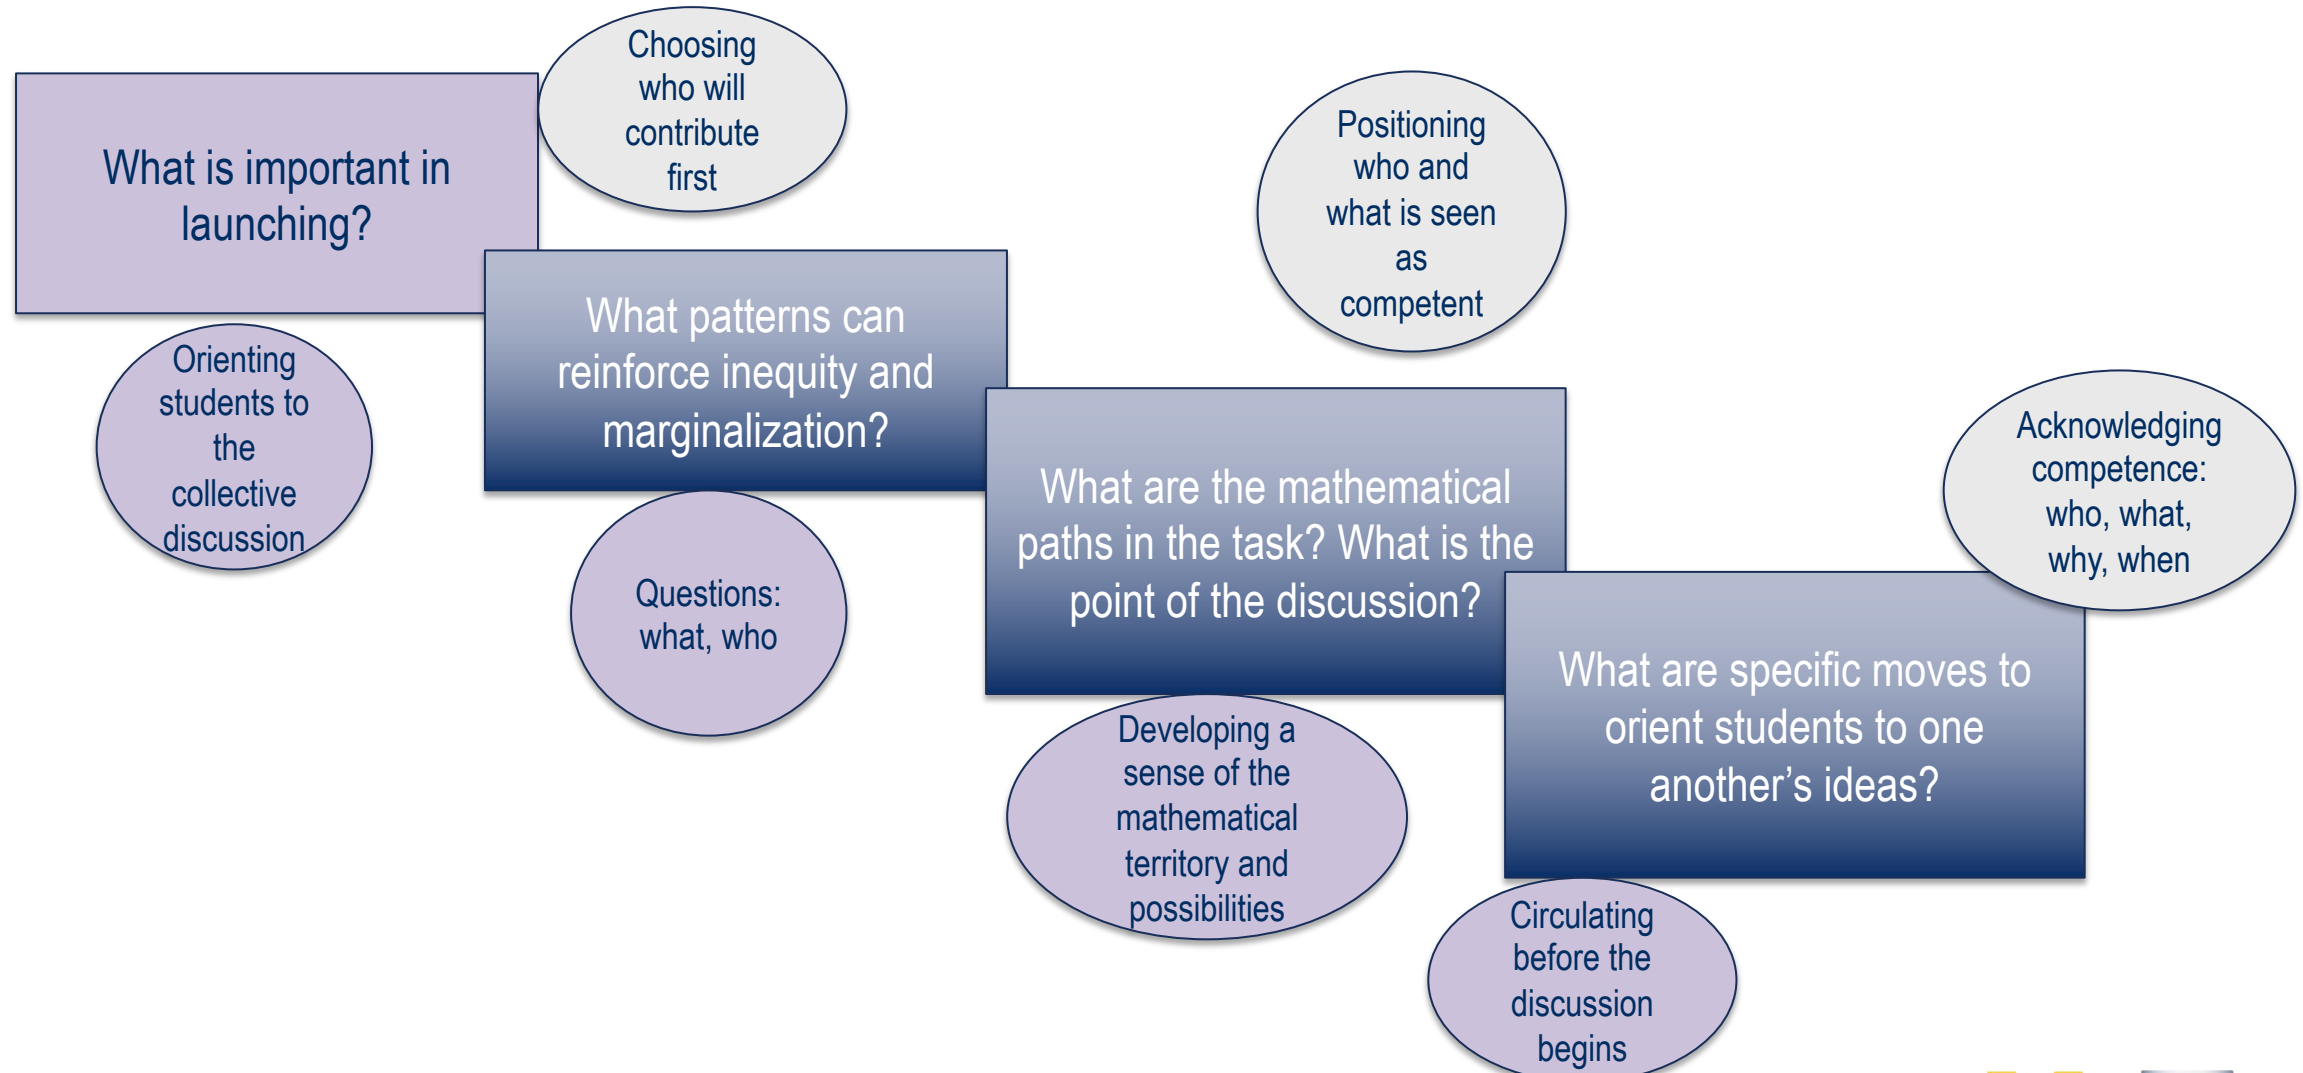 Choosing
who will
contribute
first
What is important in
launching?
Positioning
who and
what is seen
as
competent
What patterns can
reinforce inequity and
marginalization?
Orienting
students to
the
collective
discussion
Acknowledging
competence:
who, what,
why, when
What are the mathematical
paths in the task? What is the
point of the discussion?
Questions:
what, who
What are specific moves to
orient students to one
another’s ideas?
Developing a
sense of the
mathematical
territory and
possibilities
Circulating
before the
discussion
begins